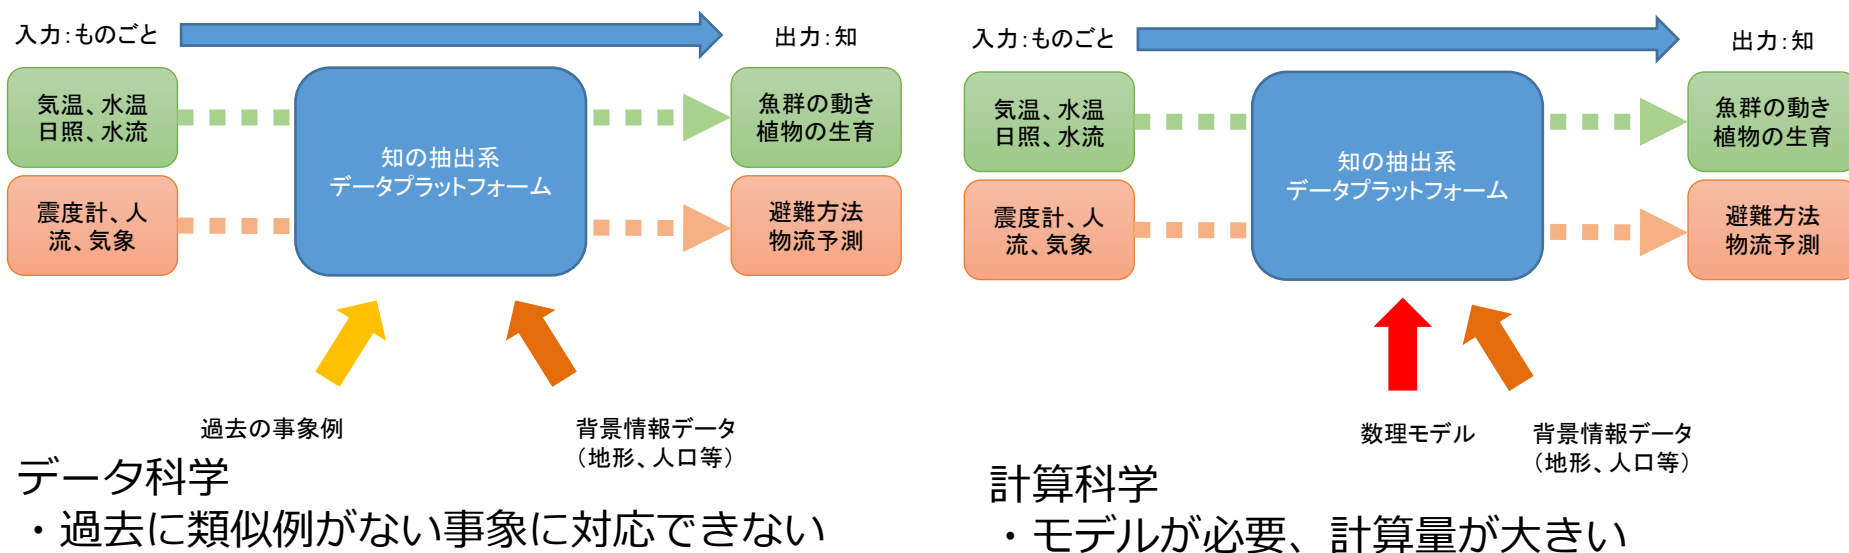 入力：ものごと
出力：知
気温、水温
日照、水流
魚群の動き
植物の生育
知の抽出系
データプラットフォーム
震度計、人
流、気象
避難方法
物流予測
過去の事象例
背景情報データ
（地形、人口等）
データ科学
・過去に類似例がない事象に対応できない
入力：ものごと
出力：知
気温、水温
日照、水流
魚群の動き
植物の生育
知の抽出系
データプラットフォーム
震度計、人
流、気象
避難方法
物流予測
数理モデル
背景情報データ
（地形、人口等）
計算科学
・モデルが必要、計算量が大きい